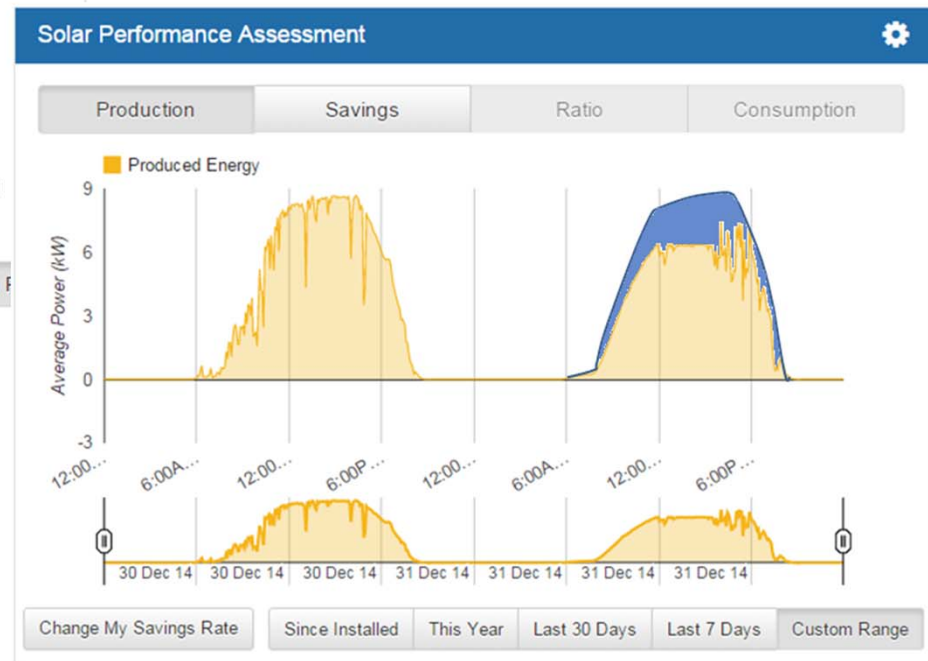 Solar Performance Assessment
Production Savings Ratio Consumption
Produced Energy
Average Power (kW)
9
6
3
0
-3
12:00... 6:00A... 12:00... 6:00P... 12:00... 6:00A... 12:00... 6:00P...
30 Dec 14 30 Dec 14 30 Dec 14 31 Dec 14 31 Dec 14 31 Dec 14 31 Dec 14
Change My Savings Rate Since Installed This Year Last 30 Days Last 7 Days Custom Range